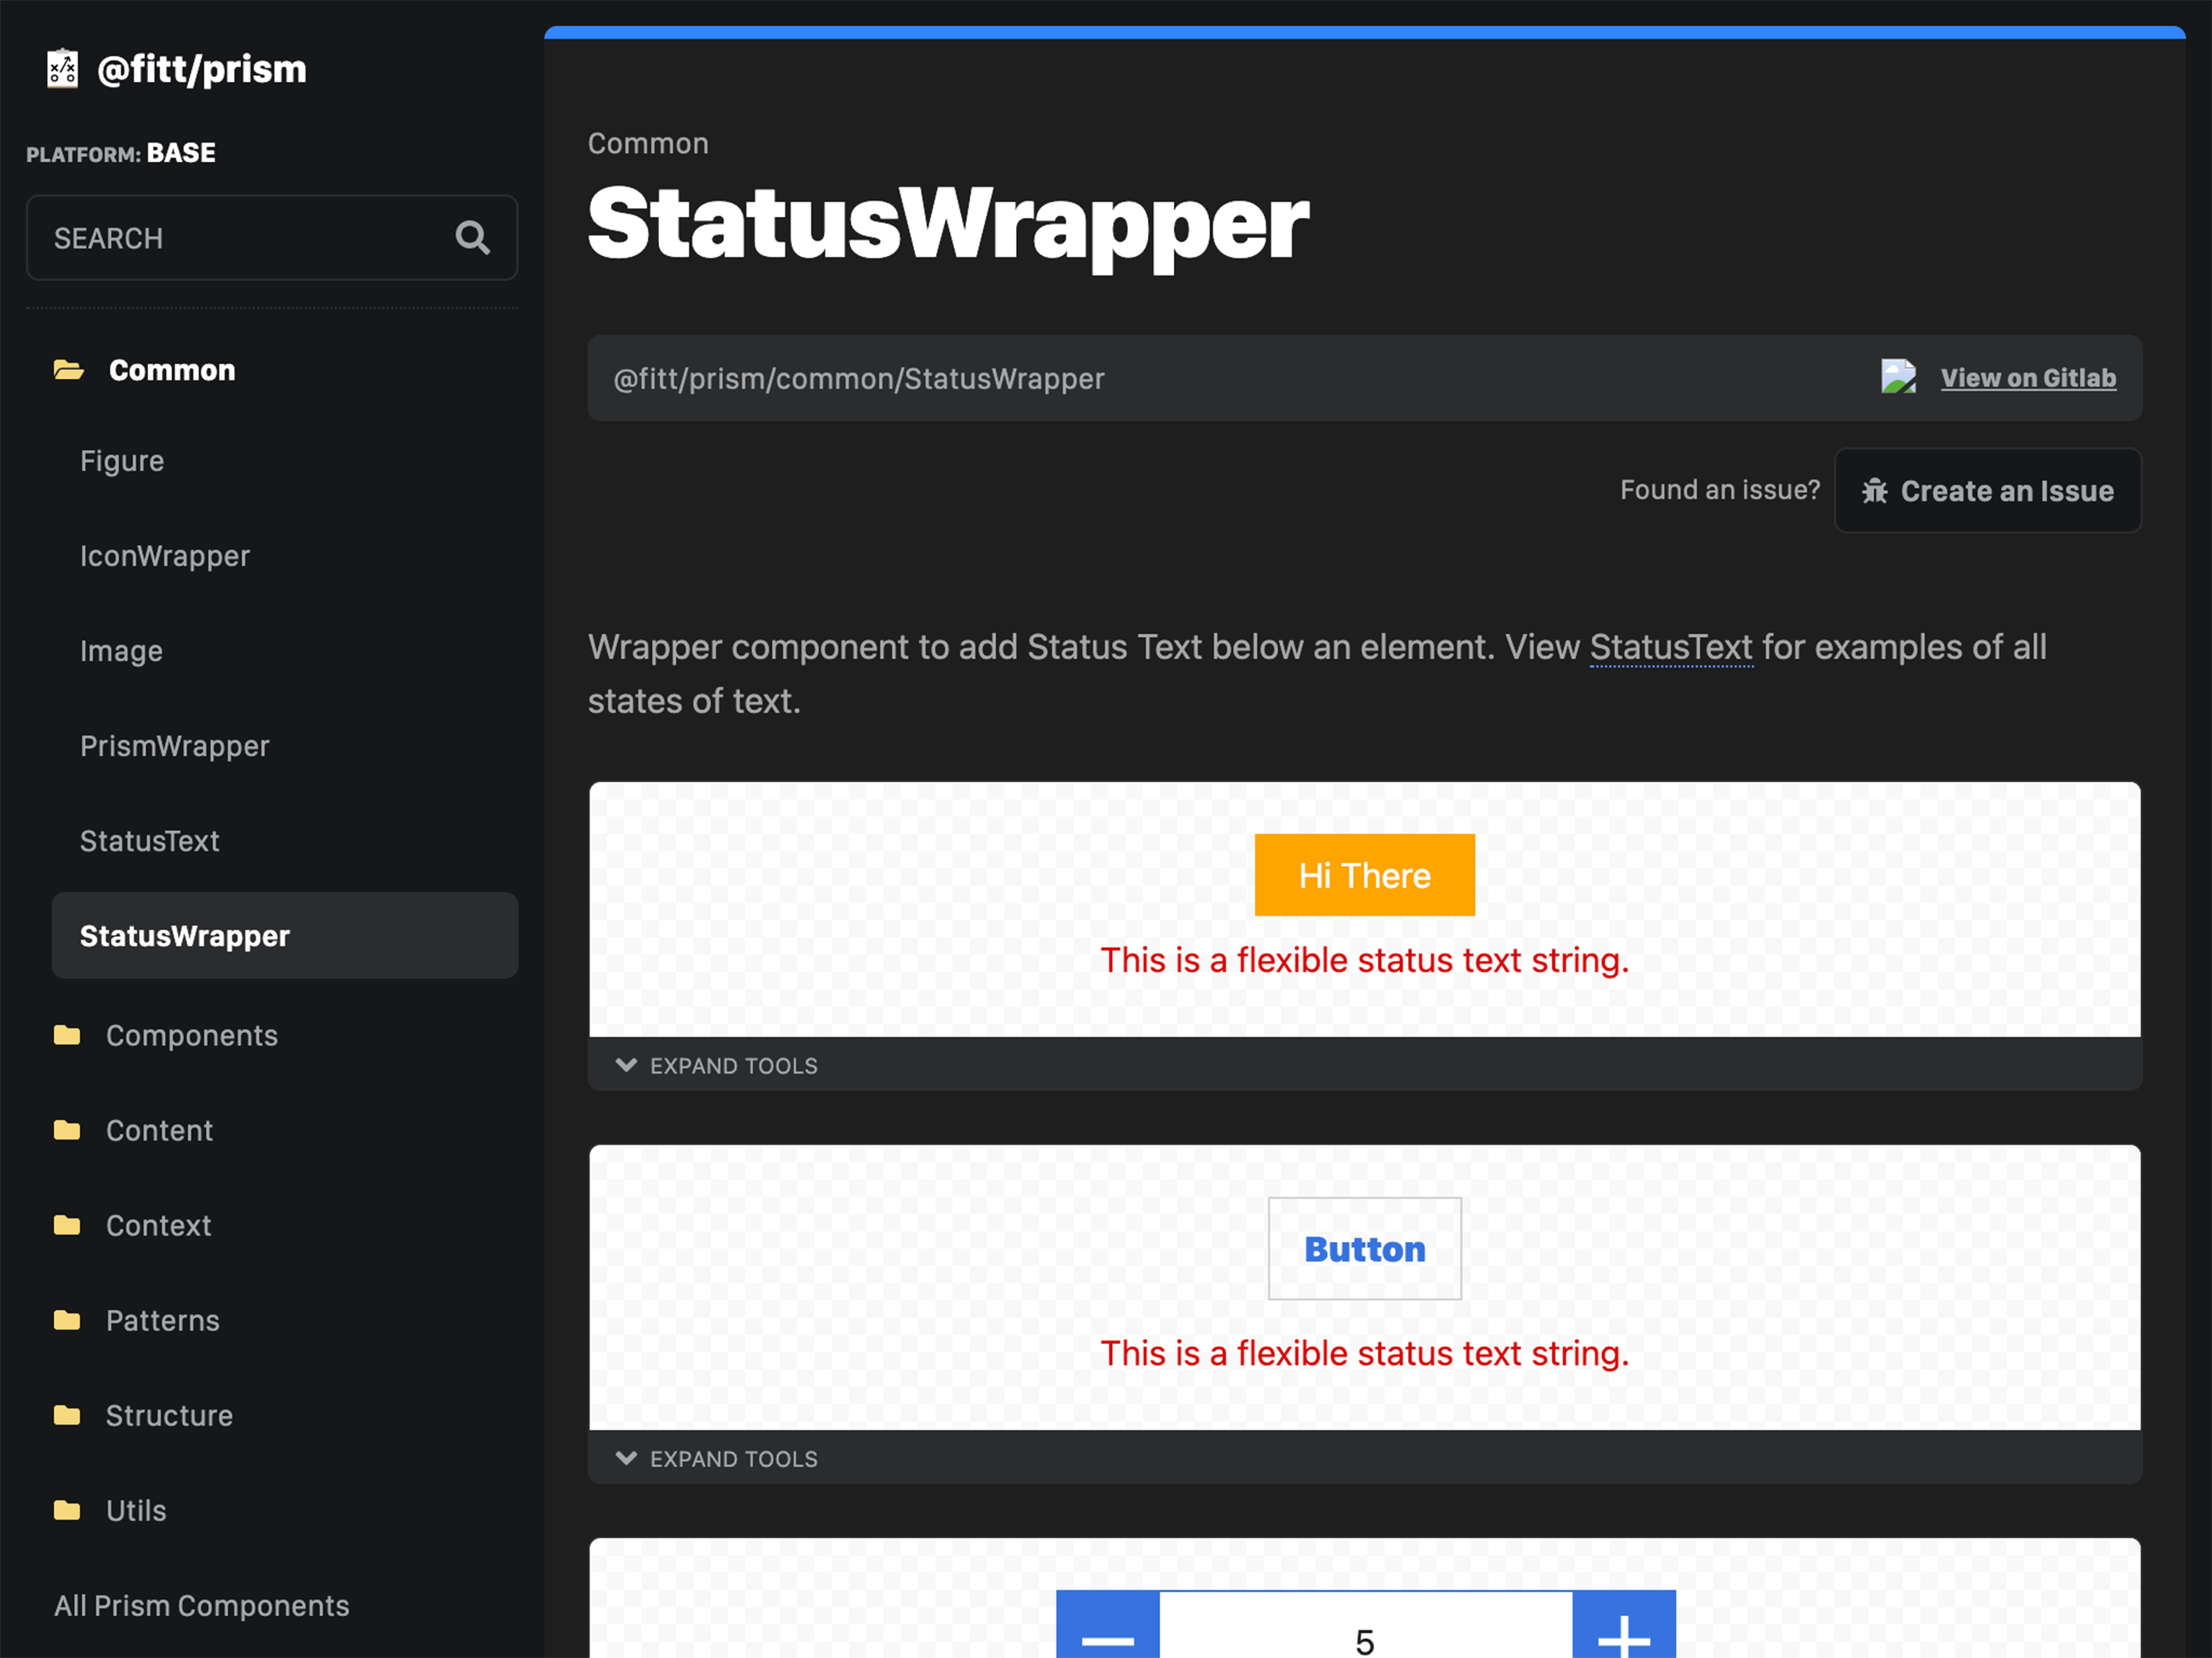 @fitt/prism
PLATFORM: BASE
SEARCH
Common
Figure
IconWrapper
Image
PrismWrapper
StatusText
StatusWrapper
Components
Content
Context
Patterns
Structure
Utils
All Prism Components
Common
StatusWrapper
@fitt/prism/common/StatusWrapper
View on Gitlab
Found an issue?
Create an Issue
Wrapper component to add Status Text below an element. View StatusText for examples of all
states of text.
Hi There
This is a flexible status text string.
EXPAND TOOLS
Button
This is a flexible status text string.
EXPAND TOOLS
5